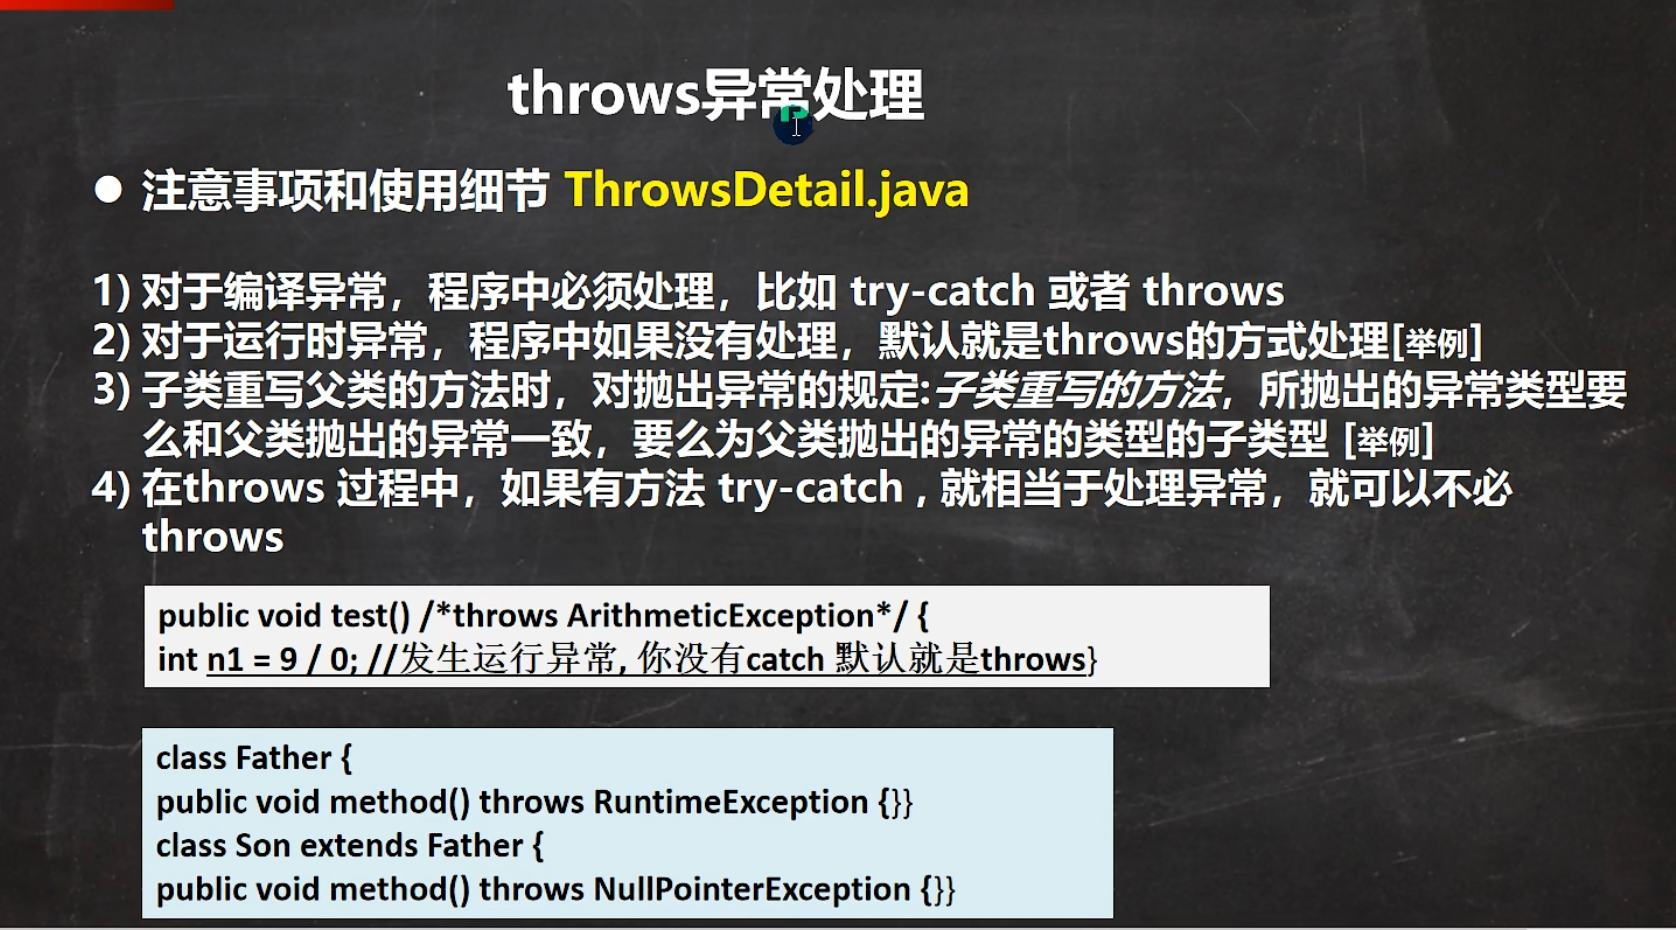 throws异常处理
● 注意事项和使用细节 ThrowsDetail.java
1) 对于编译异常，程序中必须处理，比如 try-catch 或者 throws
2) 对于运行时异常，程序中如果没有处理，默认就是throws的方式处理[举例]
3) 子类重写父类的方法时，对抛出异常的规定:子类重写的方法，所抛出的异常类型要
么和父类抛出的异常一致，要么为父类抛出的异常的类型的子类型 [举例]
4) 在throws 过程中，如果有方法 try-catch , 就相当于处理异常，就可以不必
throws
public void test() /*throws ArithmeticException*/ {
int n1 = 9 / 0; //发生运行异常, 你没有catch 默认就是throws}
class Father {
public void method() throws RuntimeException {}}
class Son extends Father {
public void method() throws NullPointerException {}}